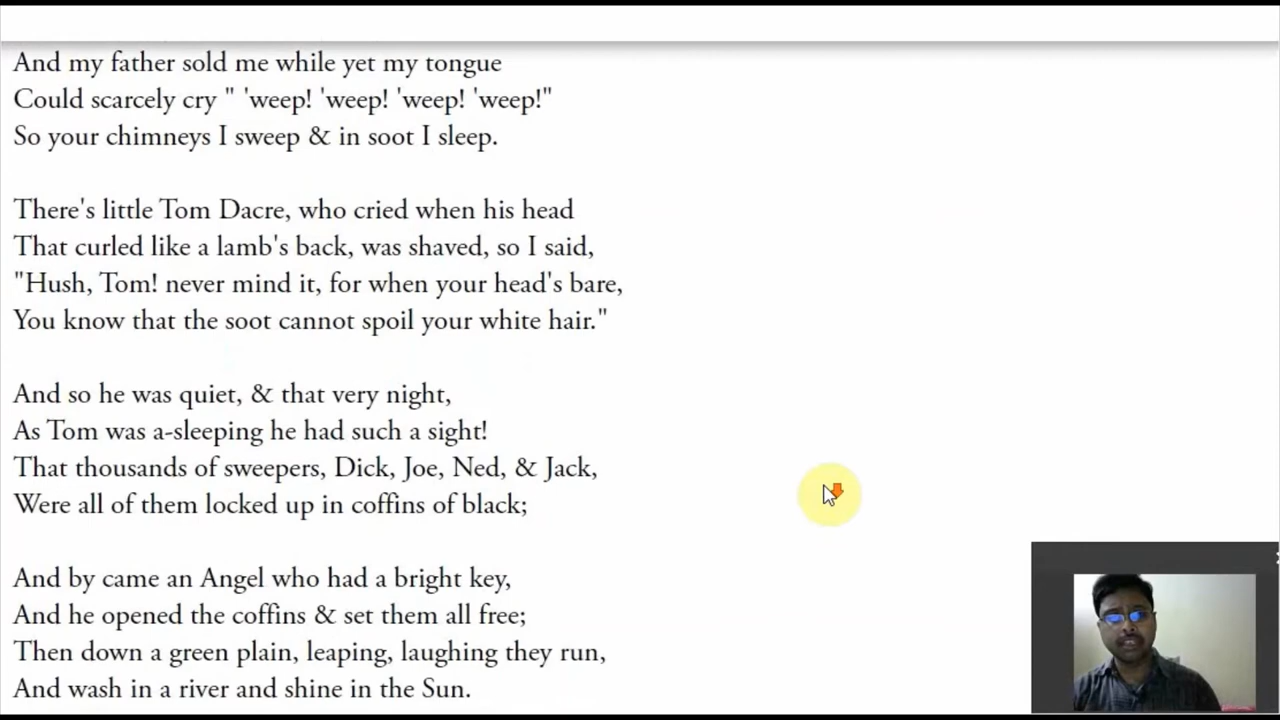 And my father sold me while yet my tongue
Could scarcely cry " 'weep! 'weep! 'weep! 'weep!"
So your chimneys I sweep & in soot I sleep.
There's little Tom Dacre, who cried when his head
That curled like a lamb's back, was shaved, so I said,
"Hush, Tom! never mind it, for when your head's bare,
You know that the soot cannot spoil your white hair."
And so he was quiet, & that very night,
As Tom was a-sleeping he had such a sight!
That thousands of sweepers, Dick, Joe, Ned, & Jack,
Were all of them locked up in coffins of black;
And by came an Angel who had a bright key,
And he opened the coffins & set them all free;
Then down a green plain, leaping, laughing they run,
And wash in a river and shine in the Sun.